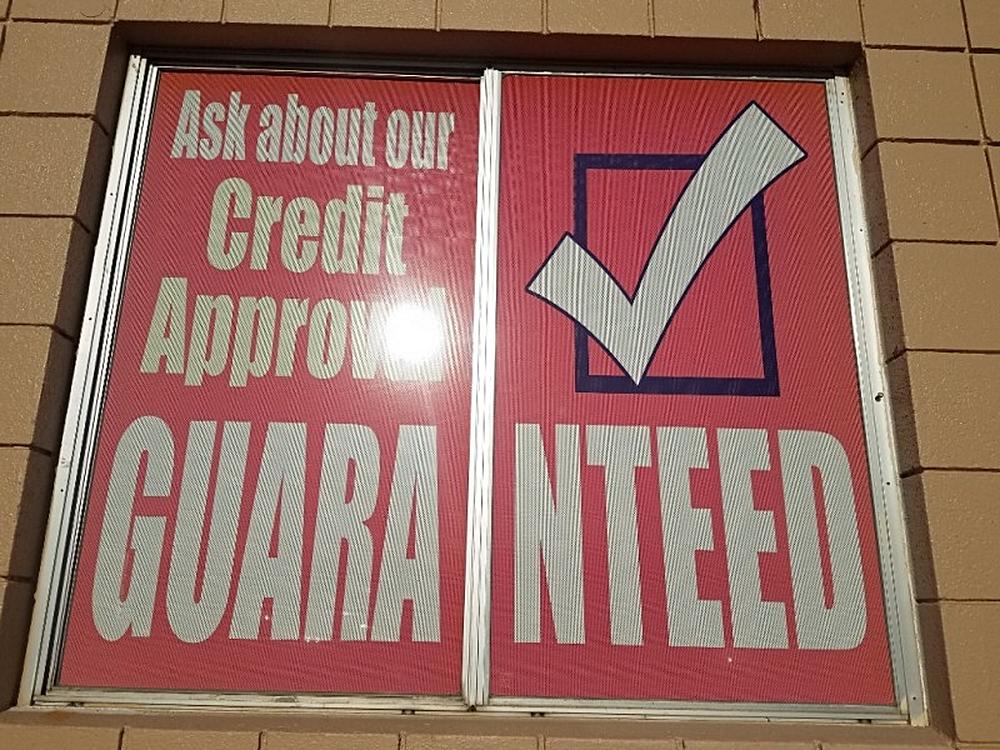 Ask about our
Credit
Approval
GUARANTEED